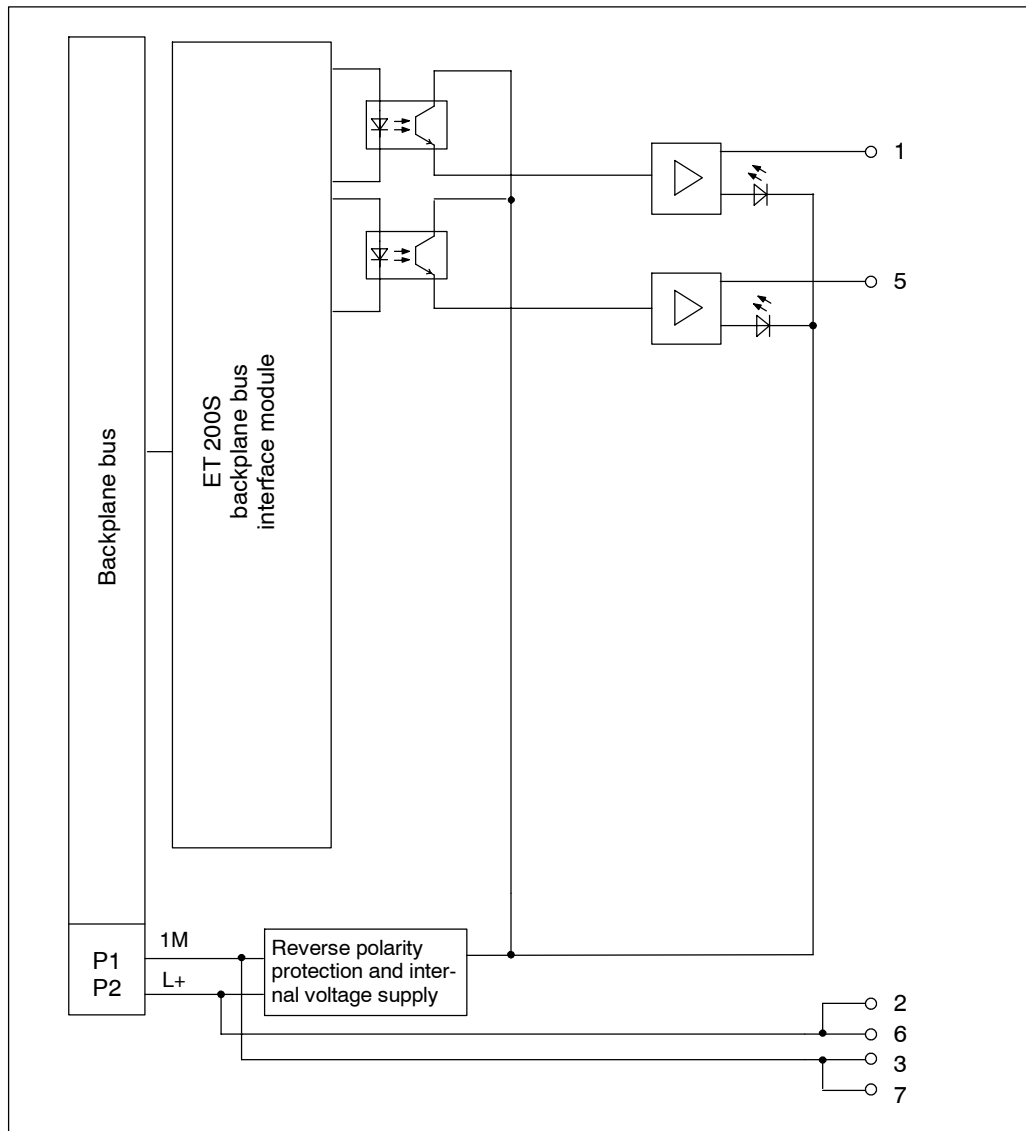 Backplane bus
ET 200S
backplane bus
interface module
1
5
P1
P2
1M
L+
Reverse polarity
protection and inter-
nal voltage supply
2
6
3
7